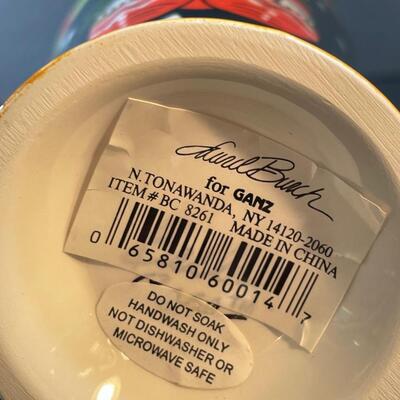 Laurel Burch
for GANZ
N. TONAWANDA, NY 14120-2060
ITEM # BC 8261 MADE IN CHINA
0 65810 60014 7
DO NOT SOAK
HANDWASH ONLY
NOT DISHWASHER OR
MICROWAVE SAFE